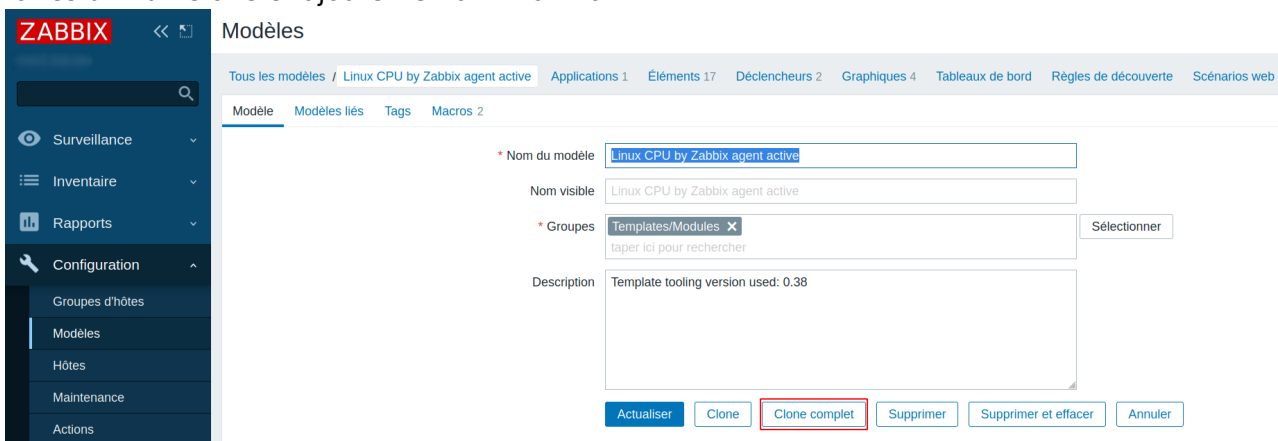 ZABBIX
Modèles
Tous les modèles / Linux CPU by Zabbix agent active Applications 1 Éléments 17 Déclencheurs 2 Graphiques 4 Tableaux de bord Règles de découverte Scénarios web
Modèle Modèles liés Tags Macros 2
Surveillance
Inventaire
Rapports
Configuration
Groupes d'hôtes
Modèles
Hôtes
Maintenance
Actions
* Nom du modèle Linux CPU by Zabbix agent active
Nom visible Linux CPU by Zabbix agent active
* Groupes Templates/Modules Sélectionner
taper ici pour rechercher
Description Template tooling version used: 0.38
Actualiser Clone Clone complet Supprimer Supprimer et effacer Annuler